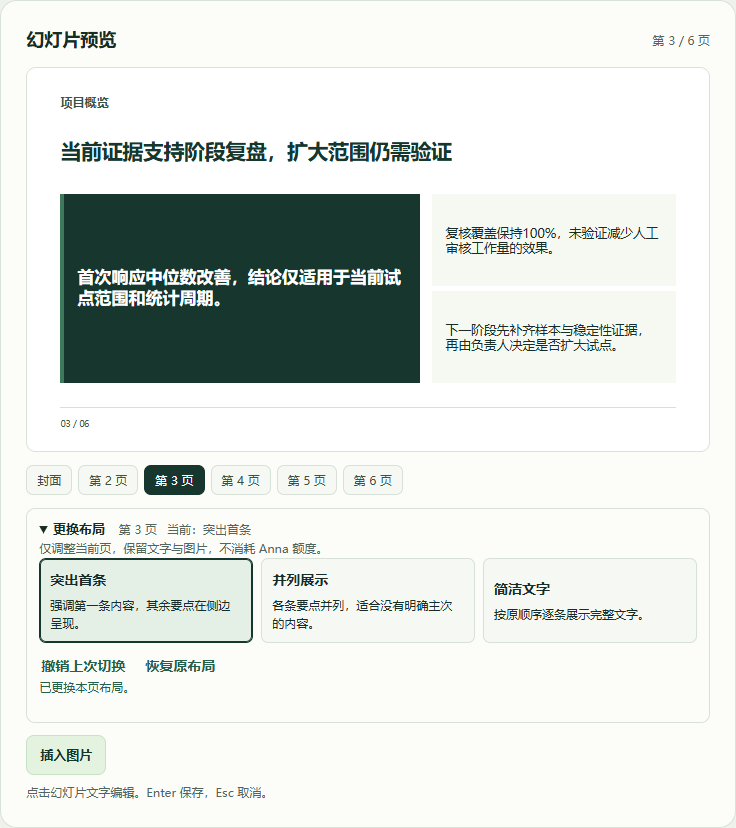 幻灯片预览
第 3 / 6 页
项目概览
当前证据支持阶段复盘，扩大范围仍需验证
首次响应中位数改善，结论仅适用于当前试
点范围和统计周期。
复核覆盖保持100%，未验证减少人工
审核工作量的效果。
下一阶段先补齐样本与稳定性证据，
再由负责人决定是否扩大试点。
03 / 06
封面
第 2 页
第 3 页
第 4 页
第 5 页
第 6 页
▼ 更换布局 第 3 页 当前：突出首条
仅调整当前页，保留文字与图片，不消耗 Anna 额度。
突出首条
强调第一条内容，其余要点在侧边
呈现。
并列展示
各条要点并列，适合没有明确主次
的内容。
简洁文字
按原顺序逐条展示完整文字。
撤销上次切换 恢复原布局
已更换本页布局。
插入图片
点击幻灯片文字编辑。Enter 保存，Esc 取消。